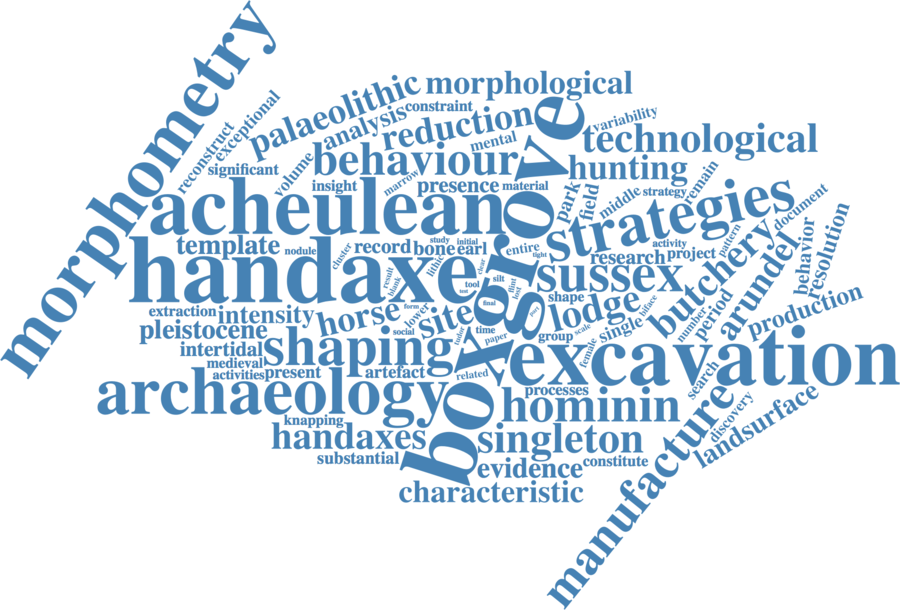 morphometry
palaeolithic
morphological
reconstruct
exceptional
analysis
constraint
reduction
mental
variability
technological
significant
volume
behaviour
hunting
insight
marrow
presence
material
park
field
middle
strategy
remain
acheulean
boxgrove
strategies
document
template
nodule
cluster
record
bone
study
initial
earl
entire
tight
research
activity
project
pattern
butchery
arundel
behavior
resolution
handaxe
result
blank
lithic
clear
tool
test
silt
flint
lost
sussex
shape
biface
number
period
production
extraction
intensity
horse
form
lower
site
final
lodge
scale
single
pleistocene
social
time
tudor
paper
group
female
intertidal
shaping
excavation
medieval
activities
present
artefact
related
processes
search
archaeology
hominin
manufacture
discovery
landsurface
knapping
handaxes
singleton
substantial
evidence
constitute
characteristic